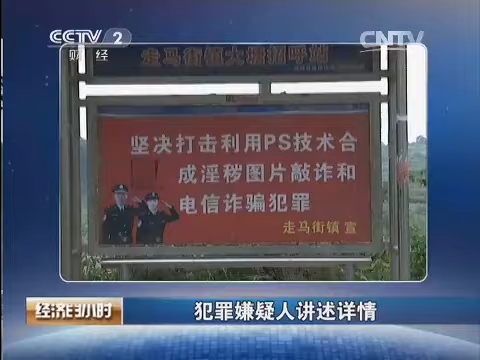 CCTV 2
财 经
CNTV
走马街镇大塘招呼站
坚决打击利用PS技术合
成淫秽图片敲诈和
电信诈骗犯罪
走马街镇 宣
经济半小时
犯罪嫌疑人讲述详情